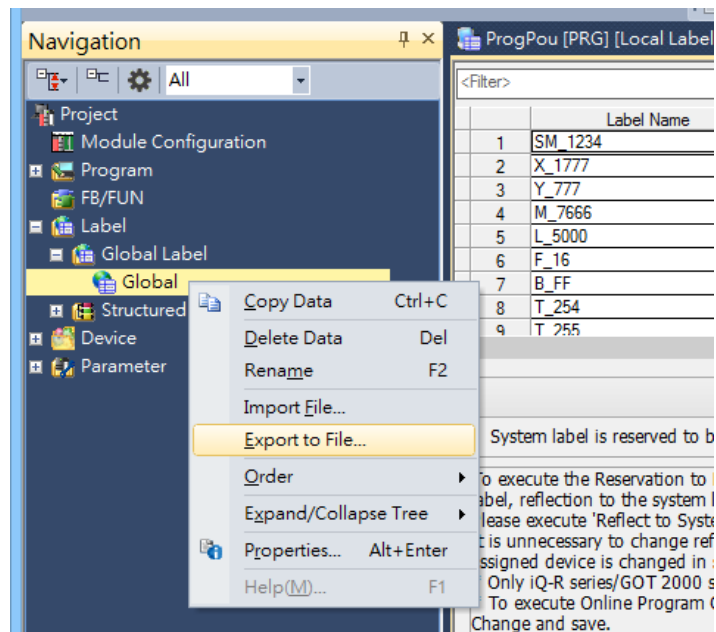 Navigation
ProgPou [PRG] [Local Label
All
<Filter>
Project
Module Configuration
Program
FB/FUN
Label
Global Label
Global
Structured
Device
Parameter
Label Name
1 SM_1234
2 X_1777
3 Y_777
4 M_7666
5 L_5000
6 F_16
7 B_FF
8 T_254
9 T_255
Copy Data Ctrl+C
Delete Data Del
Rename F2
Import File...
Export to File...
Order
Expand/Collapse Tree
Properties... Alt+Enter
Help(M)... F1
System label is reserved to b
To execute the Reservation to
abel, reflection to the system l
lease execute 'Reflect to Syste
t is unnecessary to change ref
ssigned device is changed in
Only iQ-R series/GOT 2000 s
* To execute Online Program
Change and save.